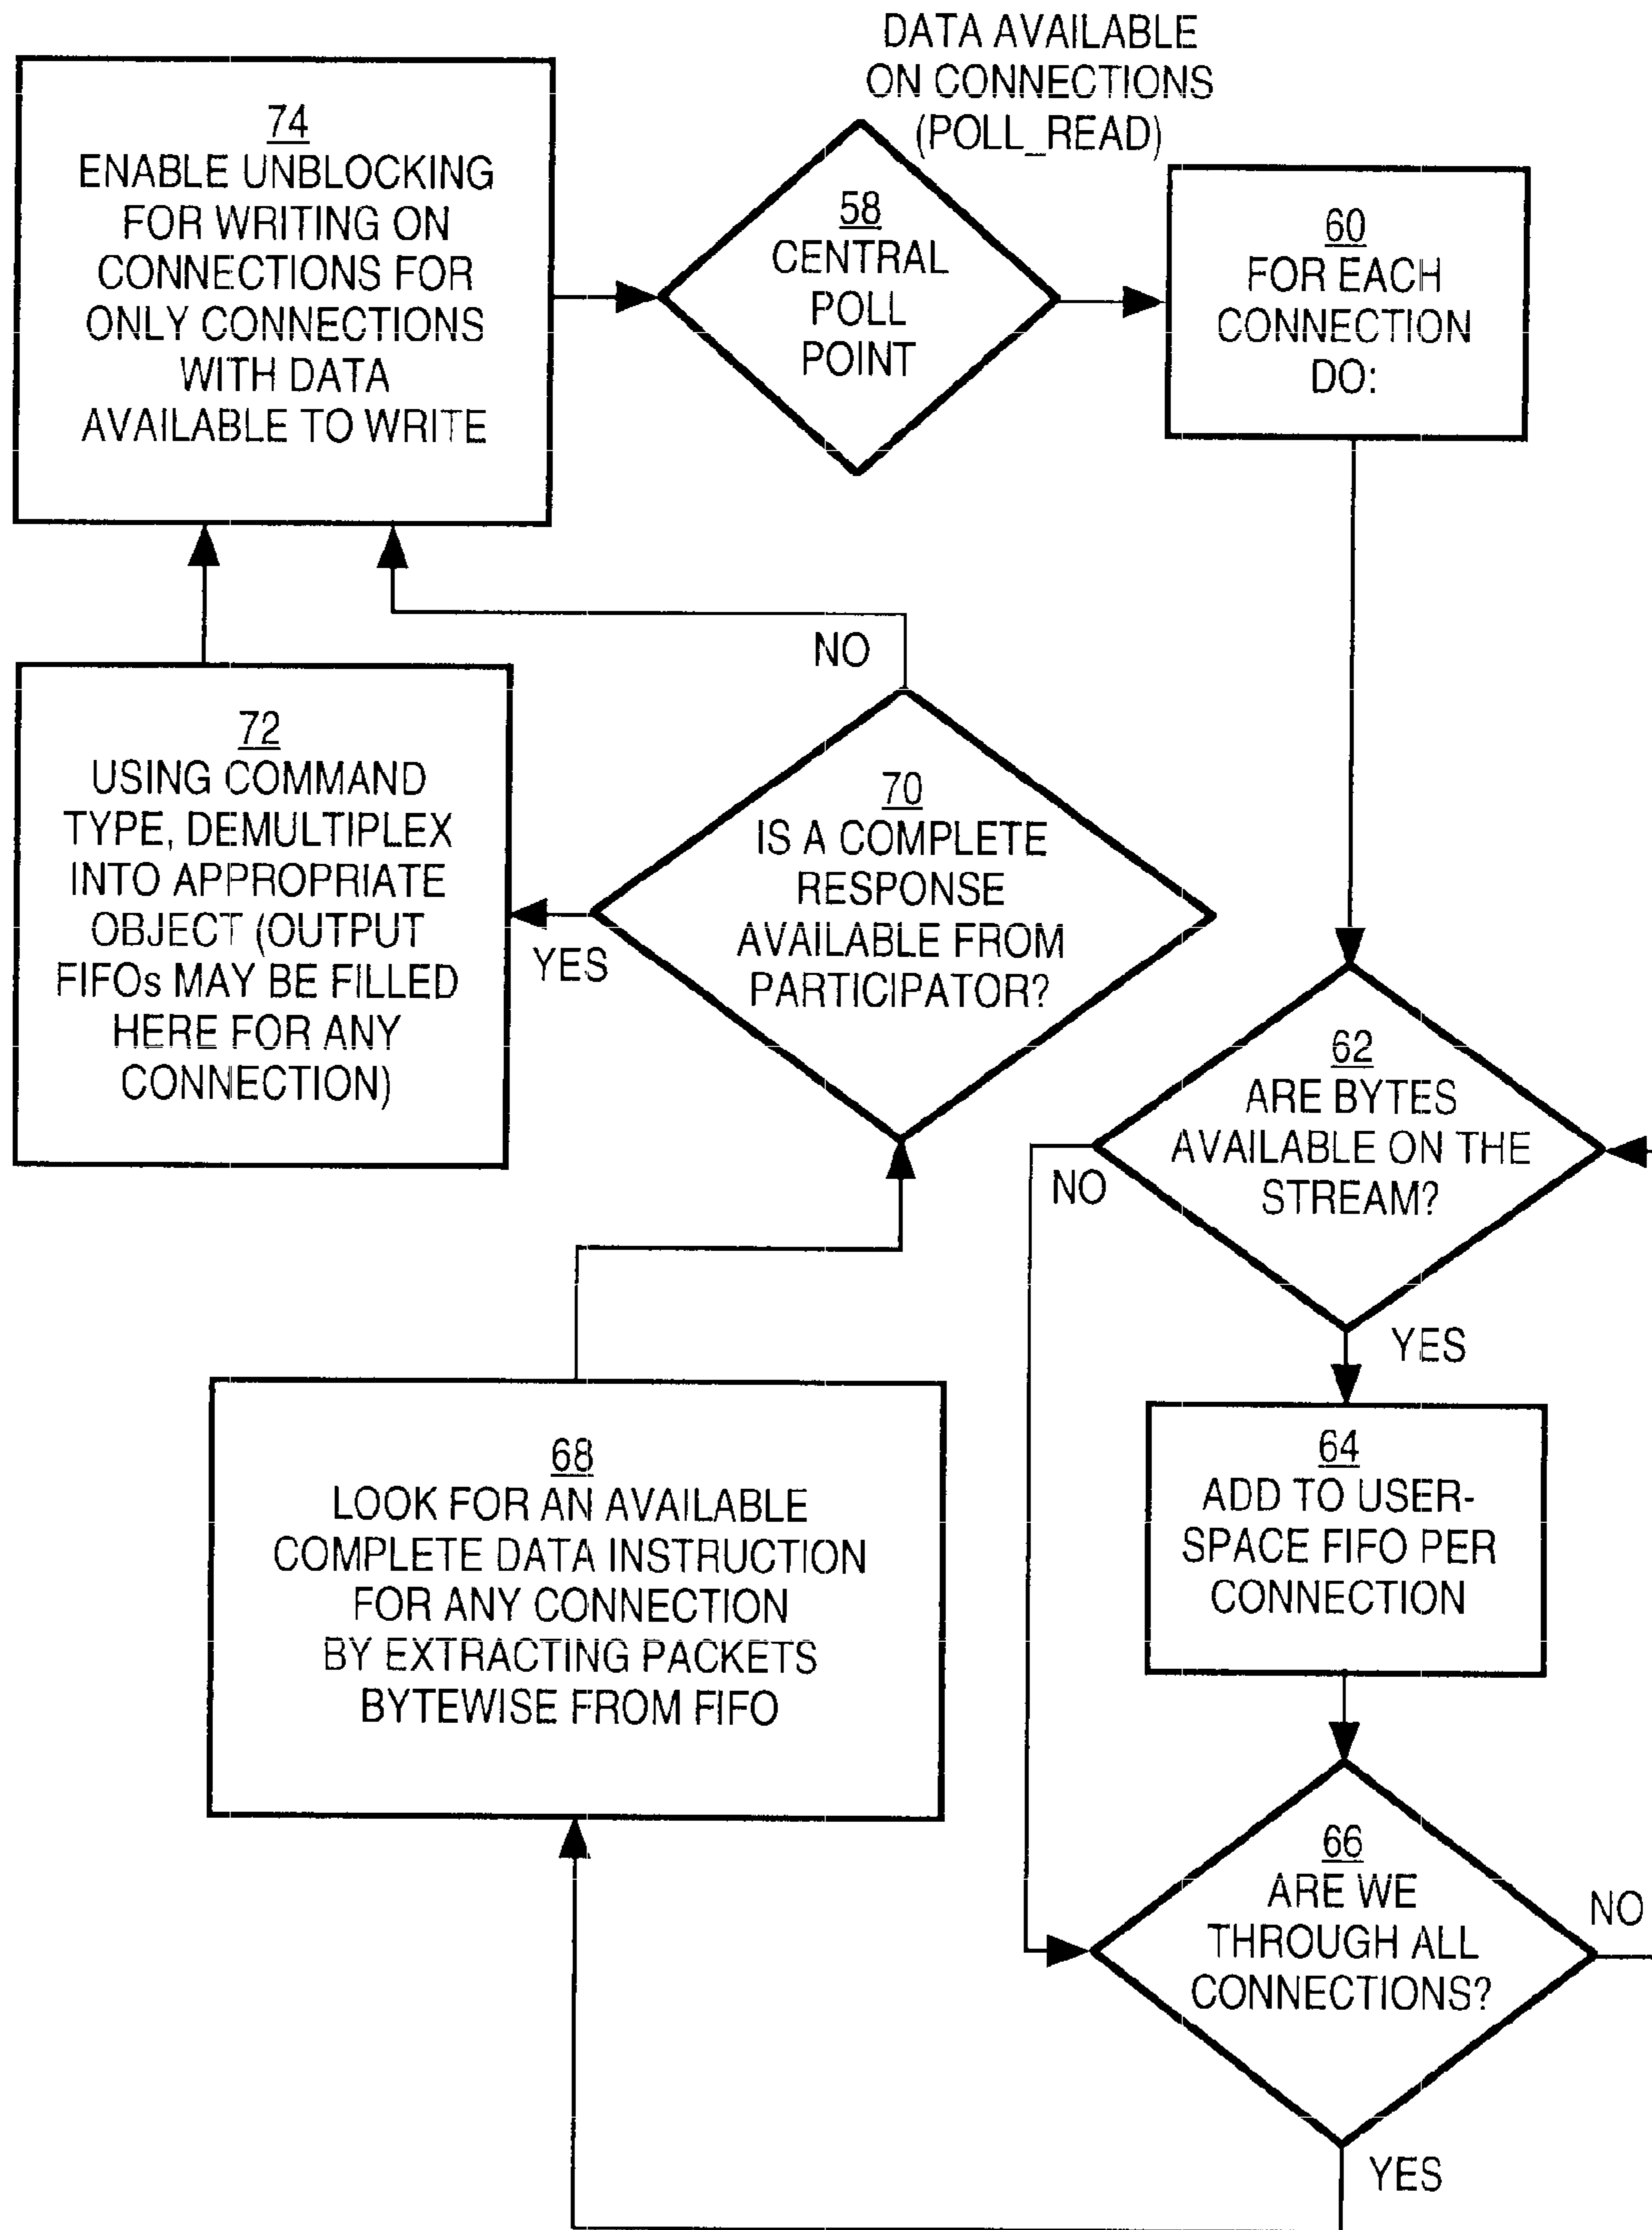 DATA AVAILABLE
ON CONNECTIONS
(POLL_READ)
74
ENABLE UNBLOCKING
FOR WRITING ON
CONNECTIONS FOR
ONLY CONNECTIONS
WITH DATA
AVAILABLE TO WRITE
58
CENTRAL
POLL
POINT
60
FOR EACH
CONNECTION
DO:
NO
72
USING COMMAND
TYPE, DEMULTIPLEX
INTO APPROPRIATE
OBJECT (OUTPUT
FIFOs MAY BE FILLED
HERE FOR ANY
CONNECTION)
YES
70
IS A COMPLETE
RESPONSE
AVAILABLE FROM
PARTICIPATOR?
62
ARE BYTES
AVAILABLE ON THE
STREAM?
NO
YES
64
ADD TO USER-
SPACE FIFO PER
CONNECTION
68
LOOK FOR AN AVAILABLE
COMPLETE DATA INSTRUCTION
FOR ANY CONNECTION
BY EXTRACTING PACKETS
BYTEWISE FROM FIFO
66
ARE WE
THROUGH ALL
CONNECTIONS?
NO
YES